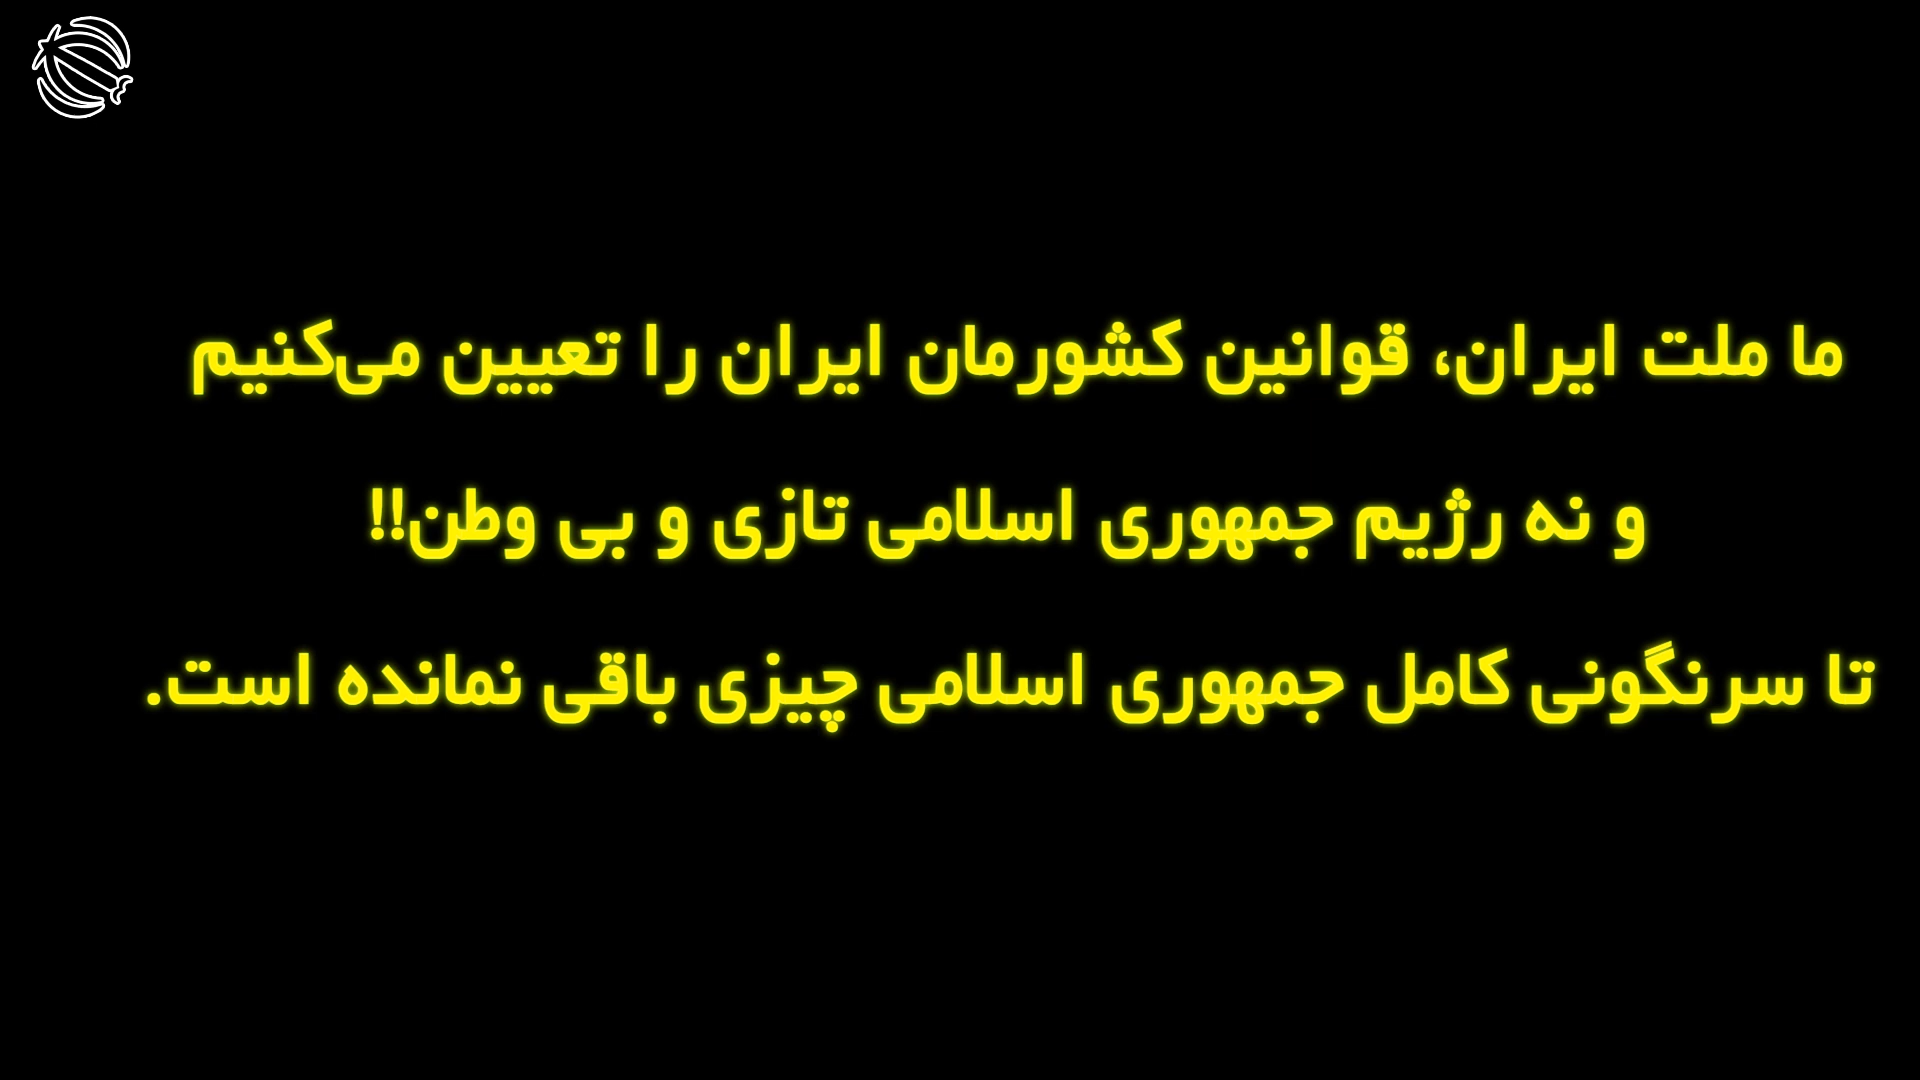 ما ملت ایران، قوانین کشورمان ایران را تعیین می‌کنیم
و نه رژیم جمهوری اسلامی تازی و بی وطن!!
تا سرنگونی کامل جمهوری اسلامی چیزی باقی نمانده است.